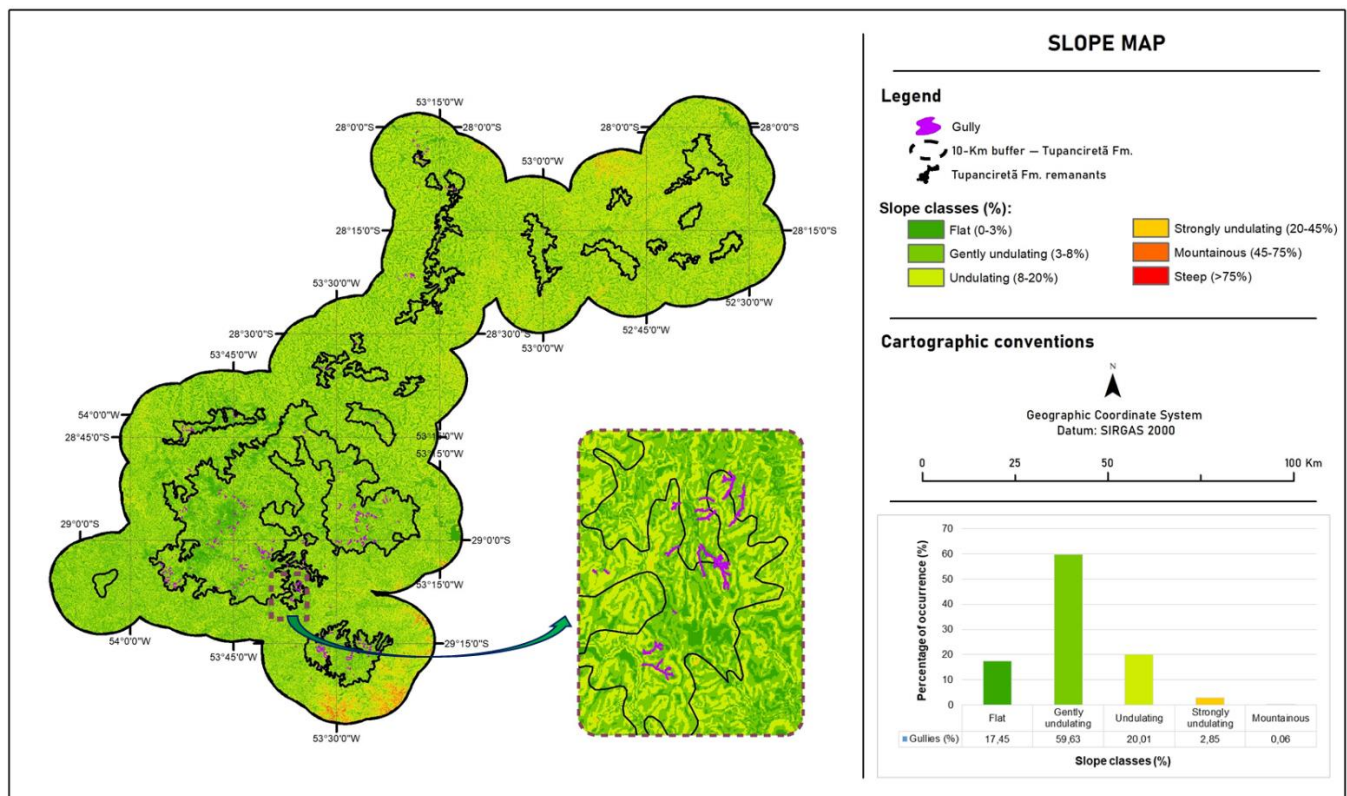 SLOPE MAP
Legend
Gully
10-Km buffer — Tupanciretã Fm.
Tupanciretã Fm. remanants
Slope classes (%):
Flat (0-3%)
Gently undulating (3-8%)
Undulating (8-20%)
Strongly undulating (20-45%)
Mountainous (45-75%)
Steep (>75%)
Cartographic conventions
N
Geographic Coordinate System
Datum: SIRGAS 2000
0 25 50 100 Km
53°15'0"W
28°0'0"S 28°0'0"S 28°0'0"S 28°0'0"S
53°0'0"W
28°15'0"S 28°15'0"S
53°30'0"W
52°30'0"W
52°45'0"W
28°30'0"S 28°30'0"S
53°0'0"W
53°45'0"W
54°0'0"W
28°45'0"S
53°15'0"W
53°15'0"W
29°0'0"S 29°0'0"S
53°15'0"W
54°0'0"W
53°45'0"W
29°15'0"S
53°30'0"W
Percentage of occurrence (%)
70
60
50
40
30
20
10
0
Flat Gently undulating Undulating Strongly undulating Mountainous
Gullies (%) 17,45 59,63 20,01 2,85 0,06
Slope classes (%)